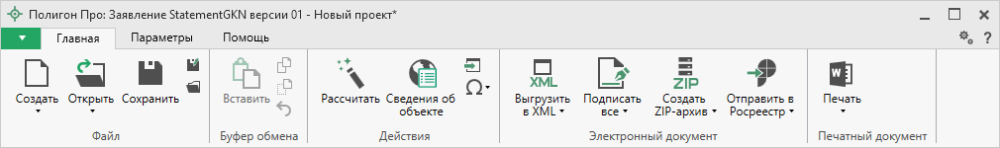 Полигон Про: Заявление StatementGKN версии 01 - Новый проект*
Главная Параметры Помощь ?
Создать Открыть Сохранить Вставить Рассчитать Сведения об объекте Ω XML Выгрузить в XML Подписать все ZIP Создать ZIP-архив Отправить в Росреестр W Печать
Файл Буфер обмена Действия Электронный документ Печатный документ